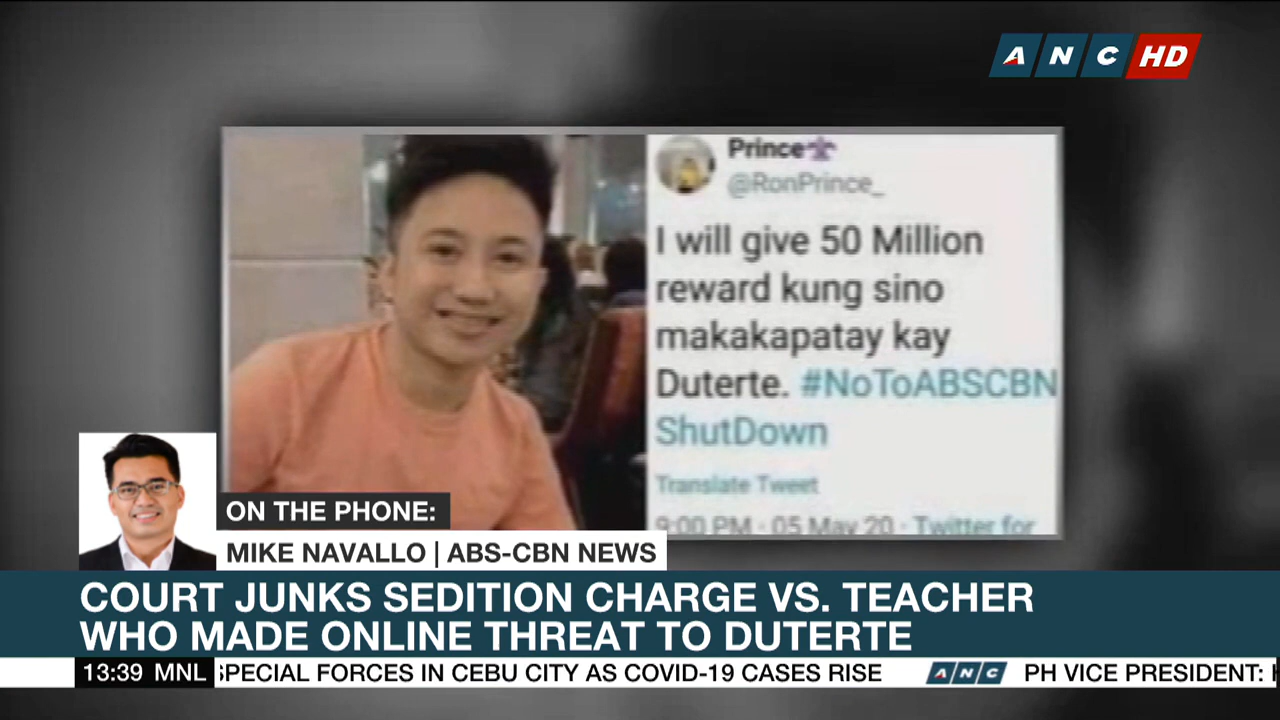 ANC HD
Prince
@RonPrince_
I will give 50 Million
reward kung sino
makakapatay kay
Duterte. #NoToABSCBN
ShutDown
Translate Tweet
9:00 PM · 05 May 20 · Twitter for
ON THE PHONE:
MIKE NAVALLO | ABS-CBN NEWS
COURT JUNKS SEDITION CHARGE VS. TEACHER
WHO MADE ONLINE THREAT TO DUTERTE
13:39 MNL SPECIAL FORCES IN CEBU CITY AS COVID-19 CASES RISE ANC PH VICE PRESIDENT: